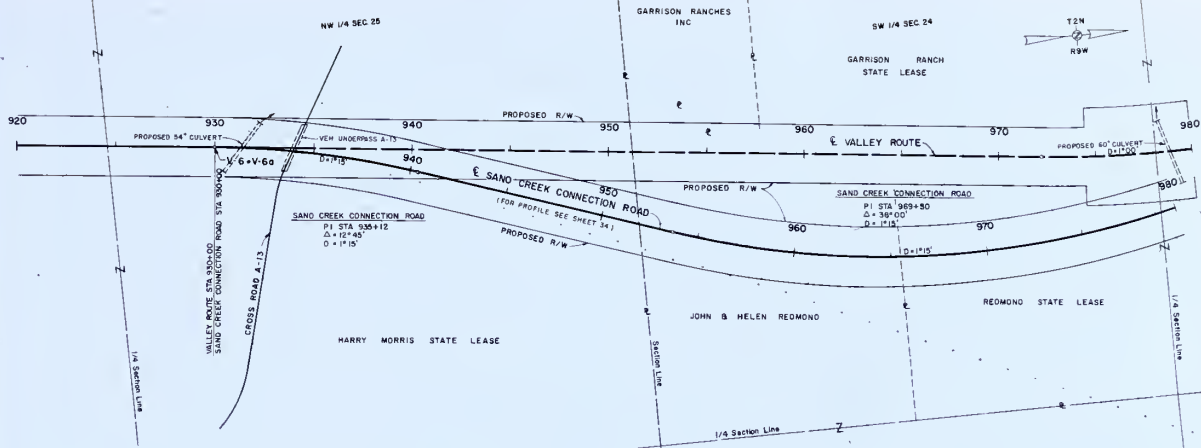 NW 1/4 SEC 25
GARRISON RANCHES
INC
SW 1/4 SEC 24
GARRISON RANCH
STATE LEASE
T2N
R9W
920
930
940
950
960
970
980
PROPOSED R/W
PROPOSED 54" CULVERT
VEH UNDERPASS A-13
V-6=V-6a
D=1°15'
940
℄ VALLEY ROUTE
PROPOSED 60" CULVERT
D=1°00'
980
℄ SAND CREEK CONNECTION ROAD
(FOR PROFILE SEE SHEET 34)
950
PROPOSED R/W
PROPOSED R/W
SAND CREEK CONNECTION ROAD
PI STA 969+50
Δ = 36°00'
D = 1°15'
960
970
D=1°15'
SAND CREEK CONNECTION ROAD
PI STA 935+12
Δ = 12°45'
D = 1°15'
VALLEY ROUTE STA 930+00
SAND CREEK CONNECTION ROAD STA 930+00
CROSS ROAD A-13
HARRY MORRIS STATE LEASE
JOHN B HELEN REDMOND
REDMOND STATE LEASE
1/4 Section Line
Section Line
1/4 Section Line
1/4 Section Line